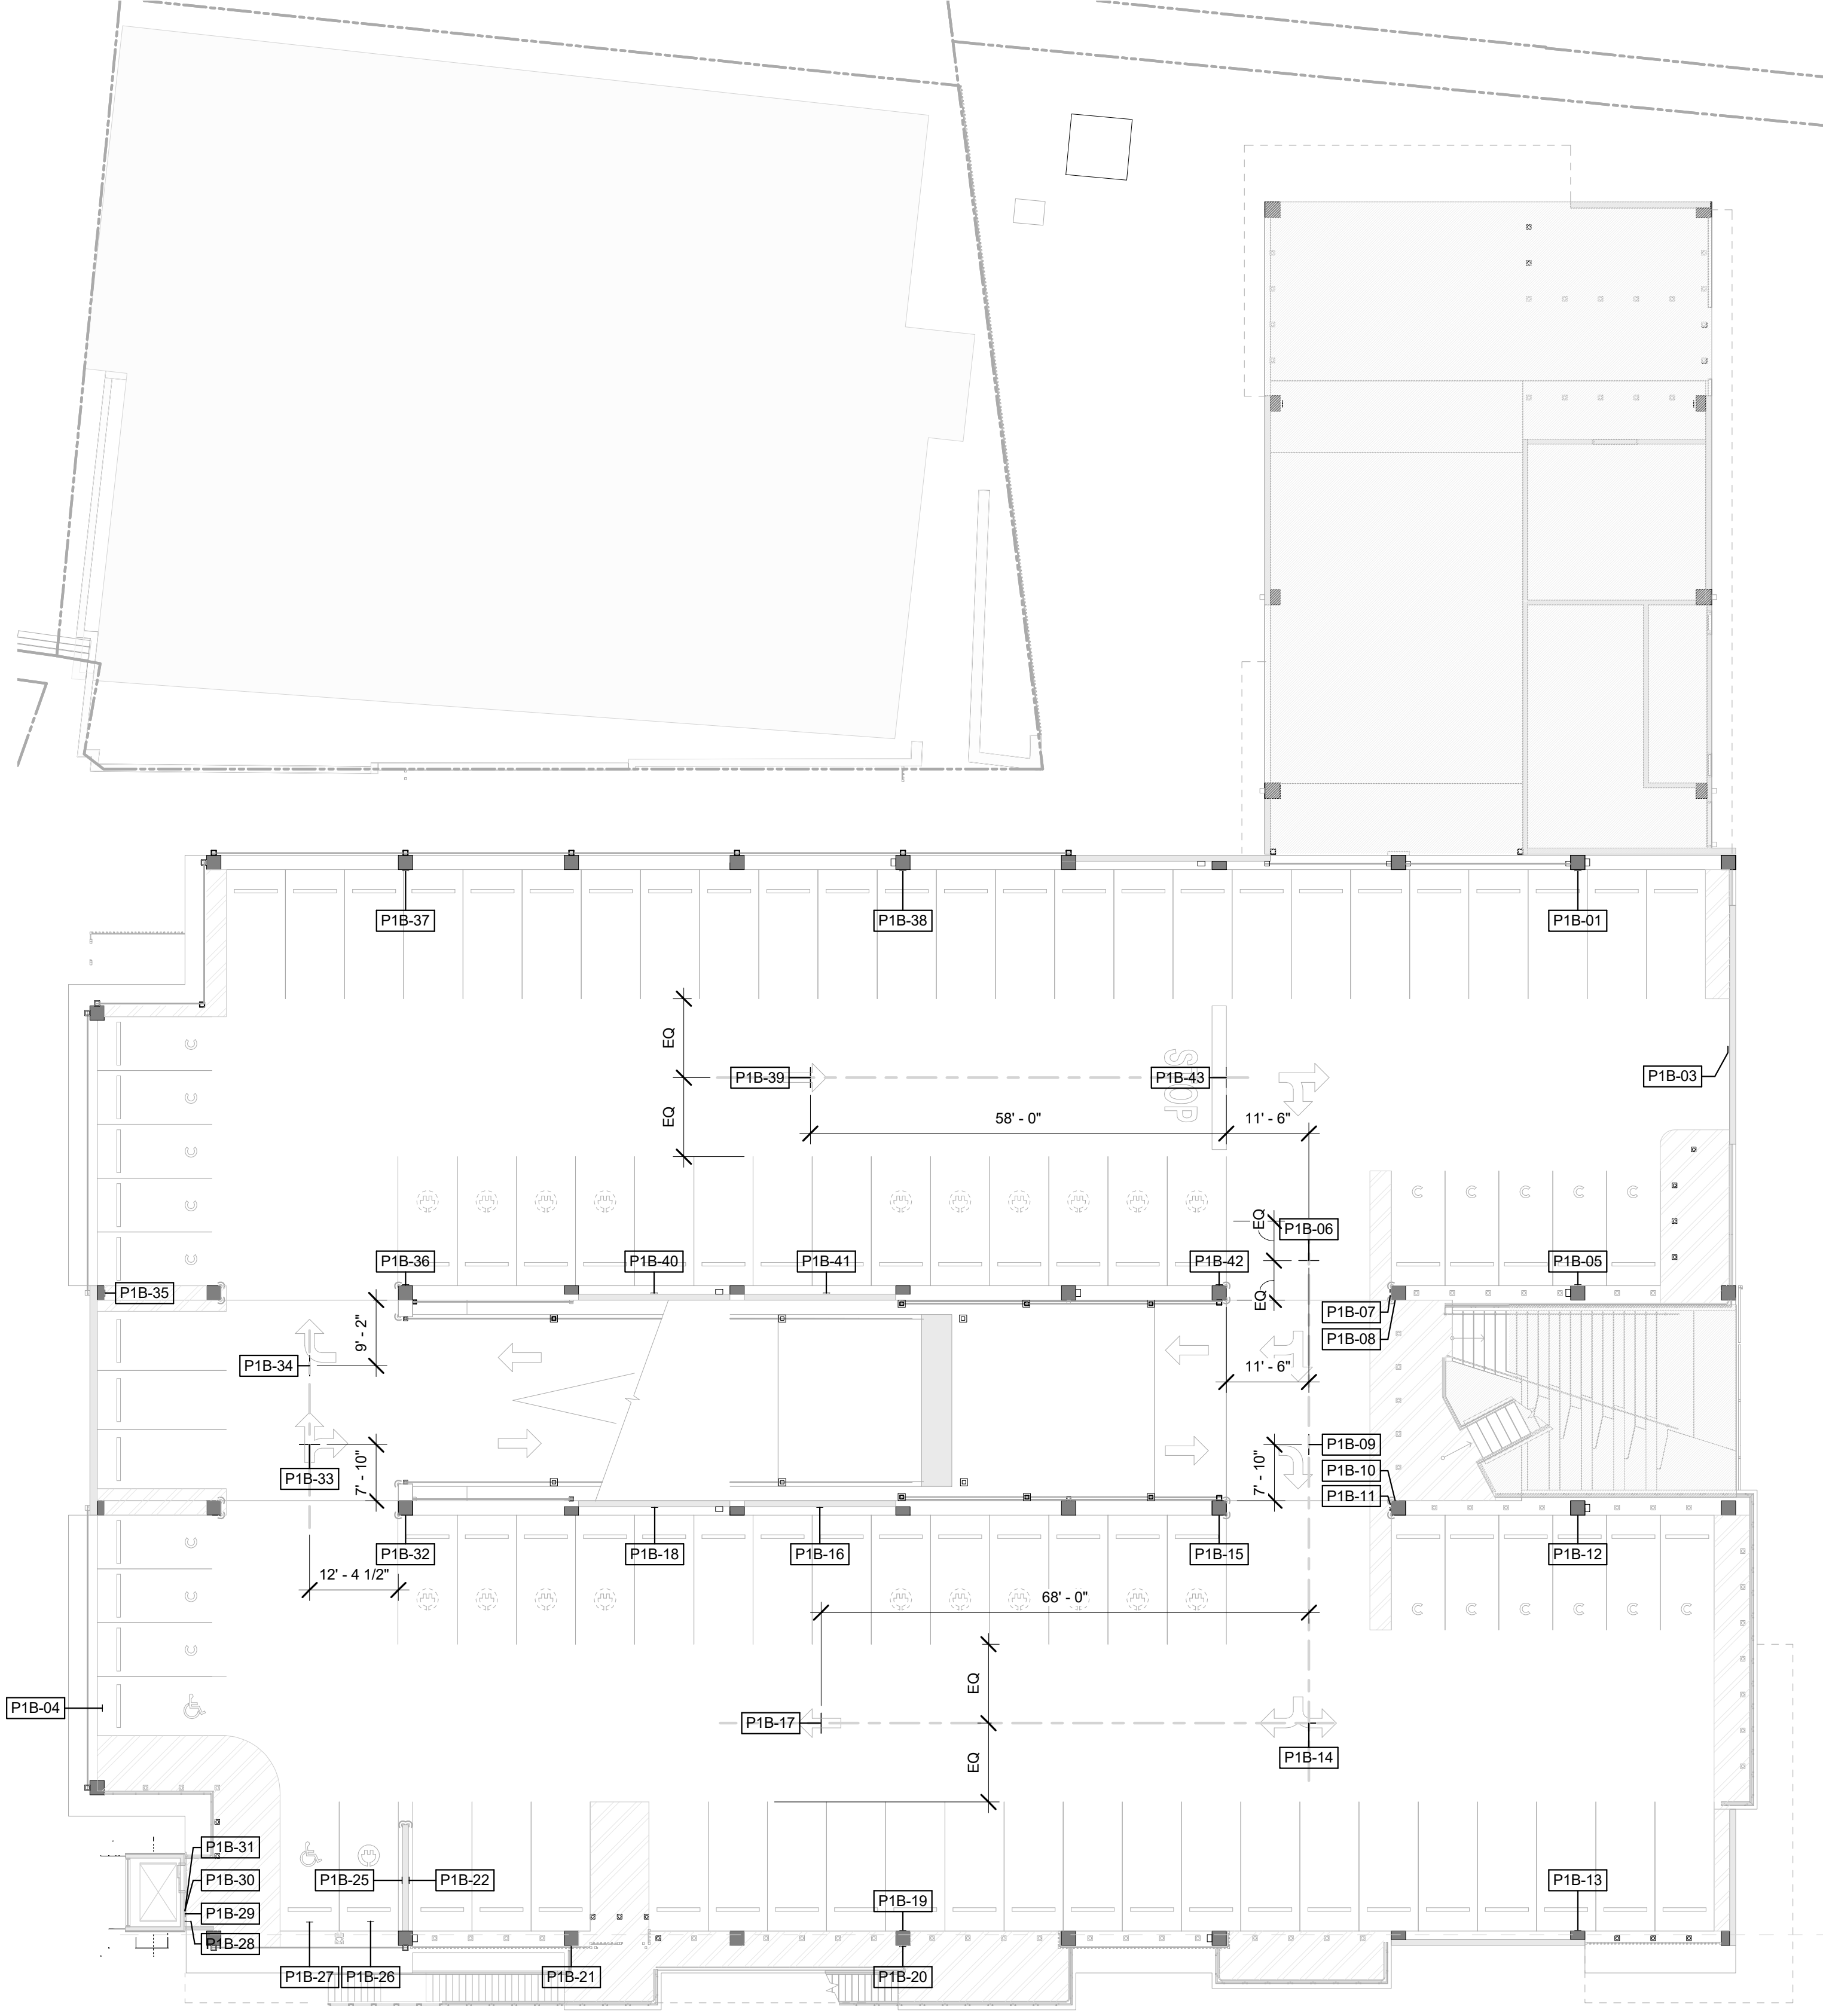 P1B-37
P1B-38
P1B-01
EQ
P1B-39
STOP
P1B-43
P1B-03
EQ
58' - 0"
11' - 6"
C
C
C
C
C
C
C
C
C
C
EQ
P1B-06
P1B-36
P1B-40
P1B-41
P1B-42
P1B-05
P1B-35
EQ
P1B-07
P1B-08
9' - 2"
P1B-34
11' - 6"
P1B-09
P1B-33
7' - 10"
7' - 10"
P1B-10
P1B-11
C
P1B-32
P1B-18
P1B-16
P1B-15
P1B-12
12' - 4 1/2"
68' - 0"
C
C
C
C
C
C
C
C
EQ
P1B-04
P1B-17
P1B-14
EQ
P1B-31
P1B-30
P1B-25
P1B-22
P1B-13
P1B-29
P1B-19
P1B-28
P1B-27
P1B-26
P1B-21
P1B-20